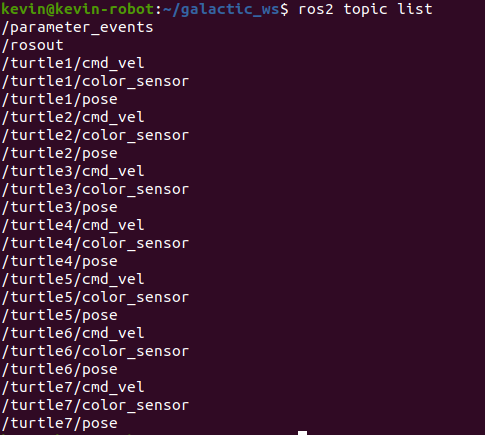 kevin@kevin-robot:~/galactic_ws$ ros2 topic list
/parameter_events
/rosout
/turtle1/cmd_vel
/turtle1/color_sensor
/turtle1/pose
/turtle2/cmd_vel
/turtle2/color_sensor
/turtle2/pose
/turtle3/cmd_vel
/turtle3/color_sensor
/turtle3/pose
/turtle4/cmd_vel
/turtle4/color_sensor
/turtle4/pose
/turtle5/cmd_vel
/turtle5/color_sensor
/turtle5/pose
/turtle6/cmd_vel
/turtle6/color_sensor
/turtle6/pose
/turtle7/cmd_vel
/turtle7/color_sensor
/turtle7/pose